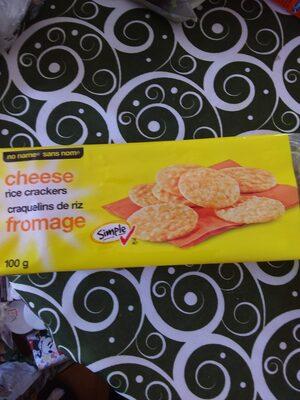 no name® sans nom®
cheese
rice crackers
craquelins de riz
fromage
Simple
100 g